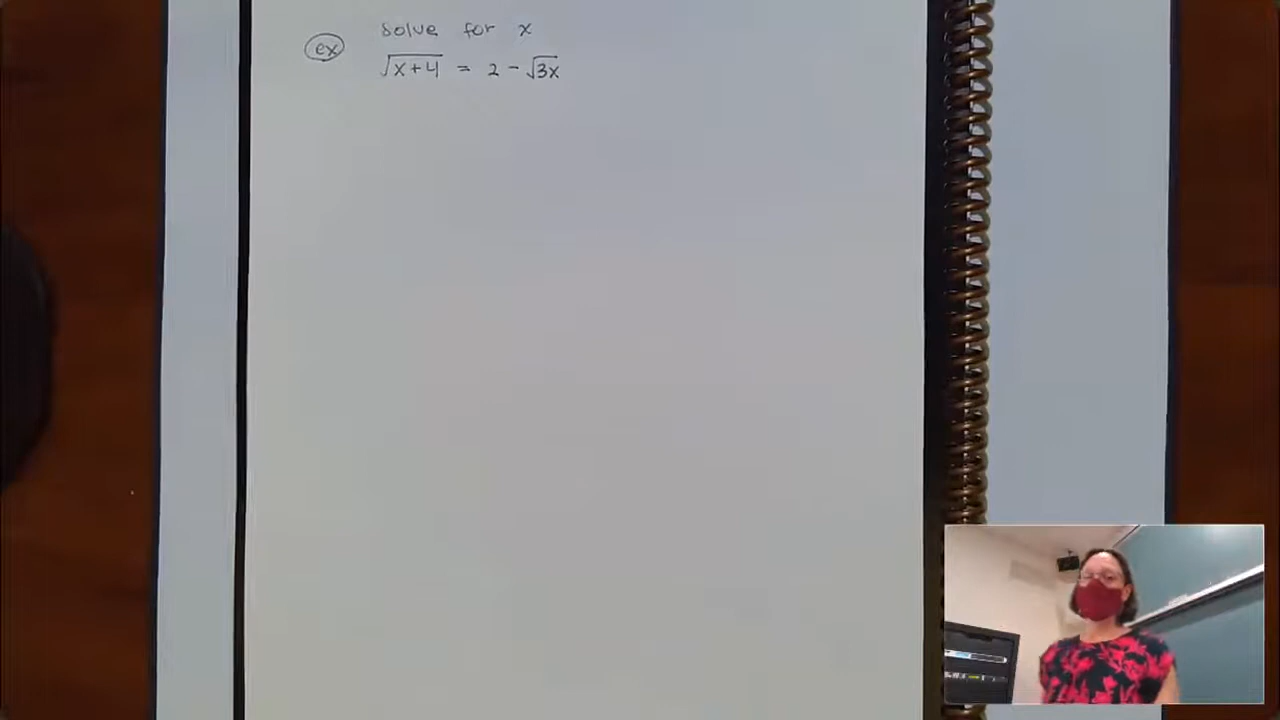 ex
solve for x
√x+4 = 2 - √3x